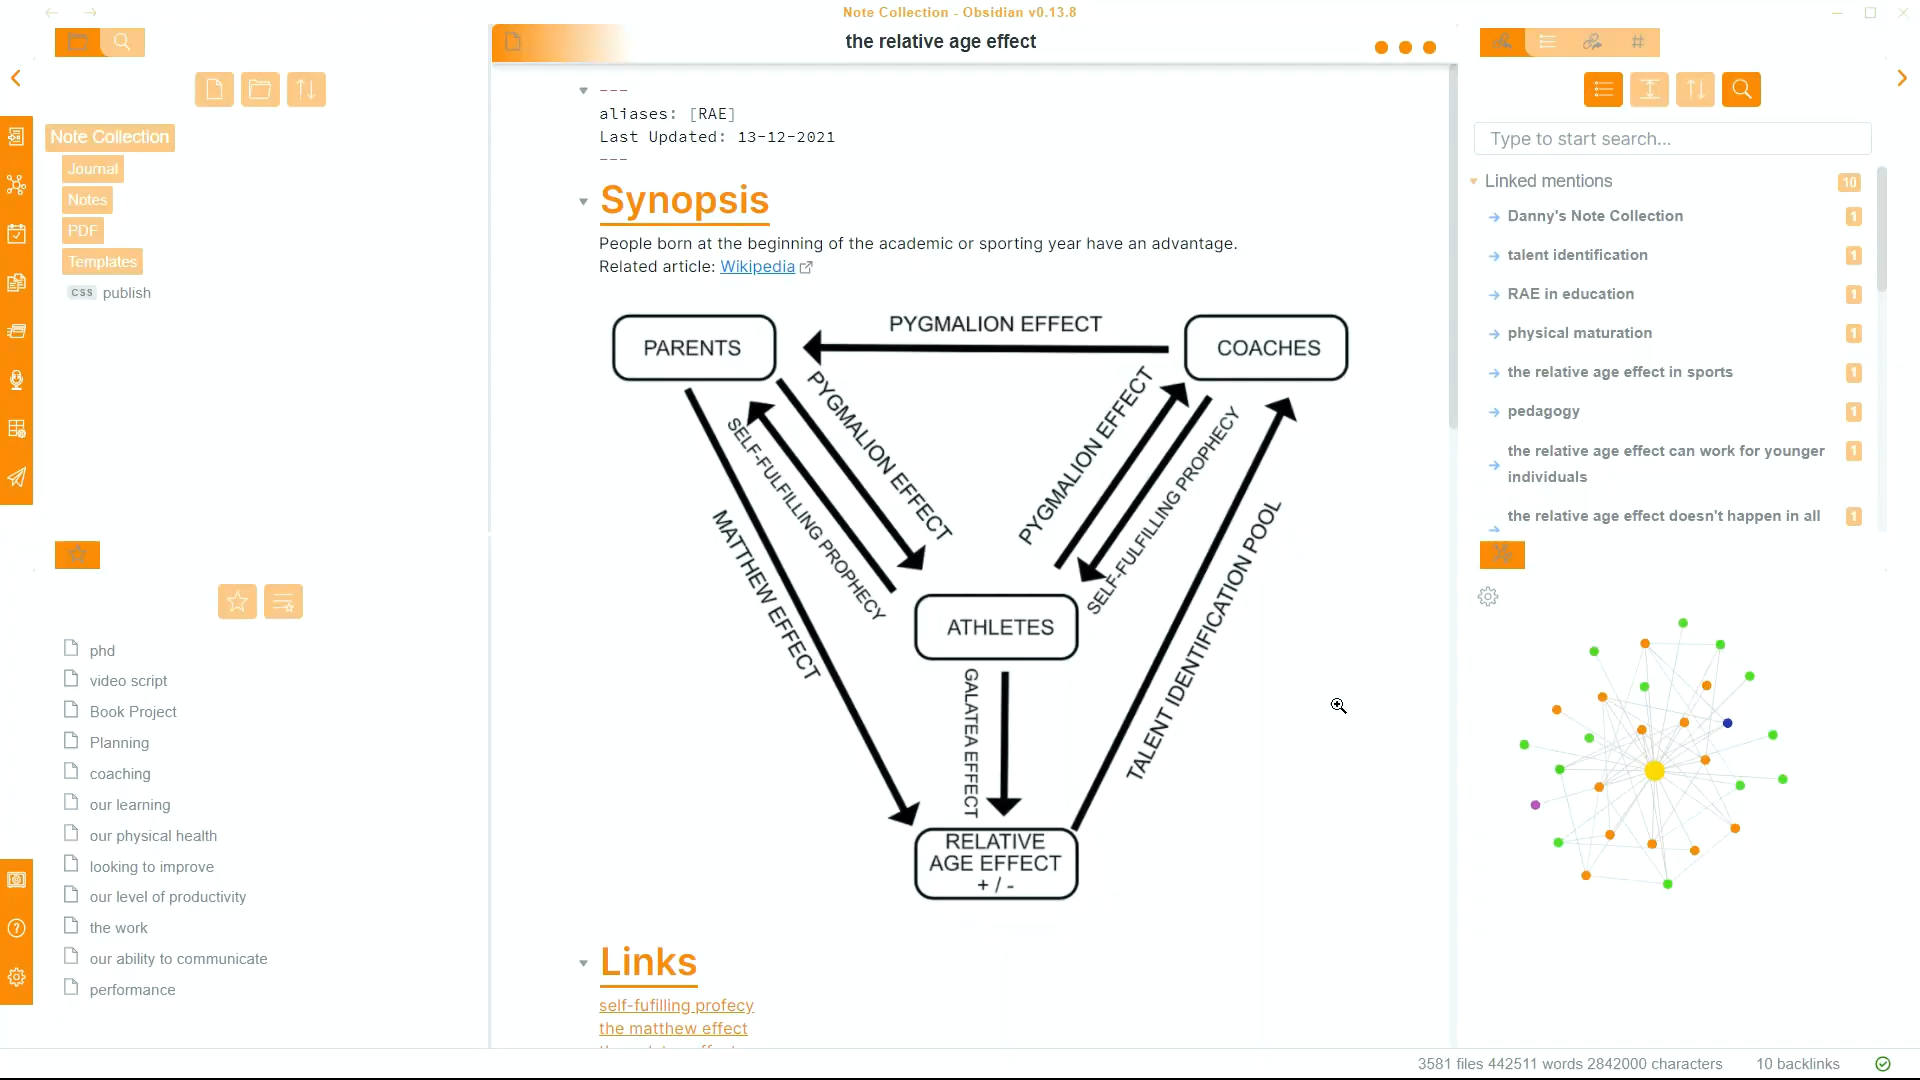 Note Collection - Obsidian v0.13.8
the relative age effect
Note Collection
Journal
Notes
PDF
Templates
CSS publish
phd
video script
Book Project
Planning
coaching
our learning
our physical health
looking to improve
our level of productivity
the work
our ability to communicate
performance
---
aliases: [RAE]
Last Updated: 13-12-2021
---
Synopsis
People born at the beginning of the academic or sporting year have an advantage.
Related article: Wikipedia
PARENTS
PYGMALION EFFECT
COACHES
PYGMALION EFFECT
SELF-FULFILLING PROPHECY
PYGMALION EFFECT
SELF-FULFILLING PROPHECY
MATTHEW EFFECT
ATHLETES
TALENT IDENTIFICATION POOL
GALATEA EFFECT
RELATIVE
AGE EFFECT
+ / -
Links
self-fufilling profecy
the matthew effect
Type to start search...
Linked mentions 10
Danny's Note Collection 1
talent identification 1
RAE in education 1
physical maturation 1
the relative age effect in sports 1
pedagogy 1
the relative age effect can work for younger 1
individuals
the relative age effect doesn't happen in all 1
3581 files 442511 words 2842000 characters 10 backlinks